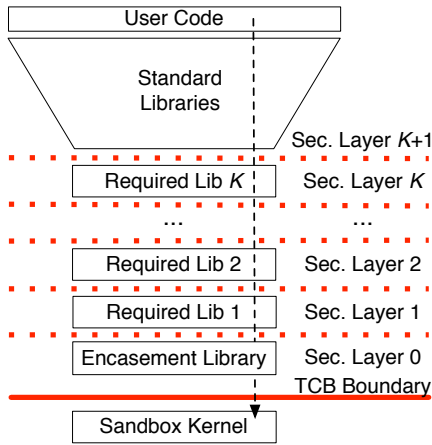 User Code
Standard
Libraries
Sec. Layer K+1
Required Lib K Sec. Layer K
... ...
Required Lib 2 Sec. Layer 2
Required Lib 1 Sec. Layer 1
Encasement Library Sec. Layer 0
TCB Boundary
Sandbox Kernel